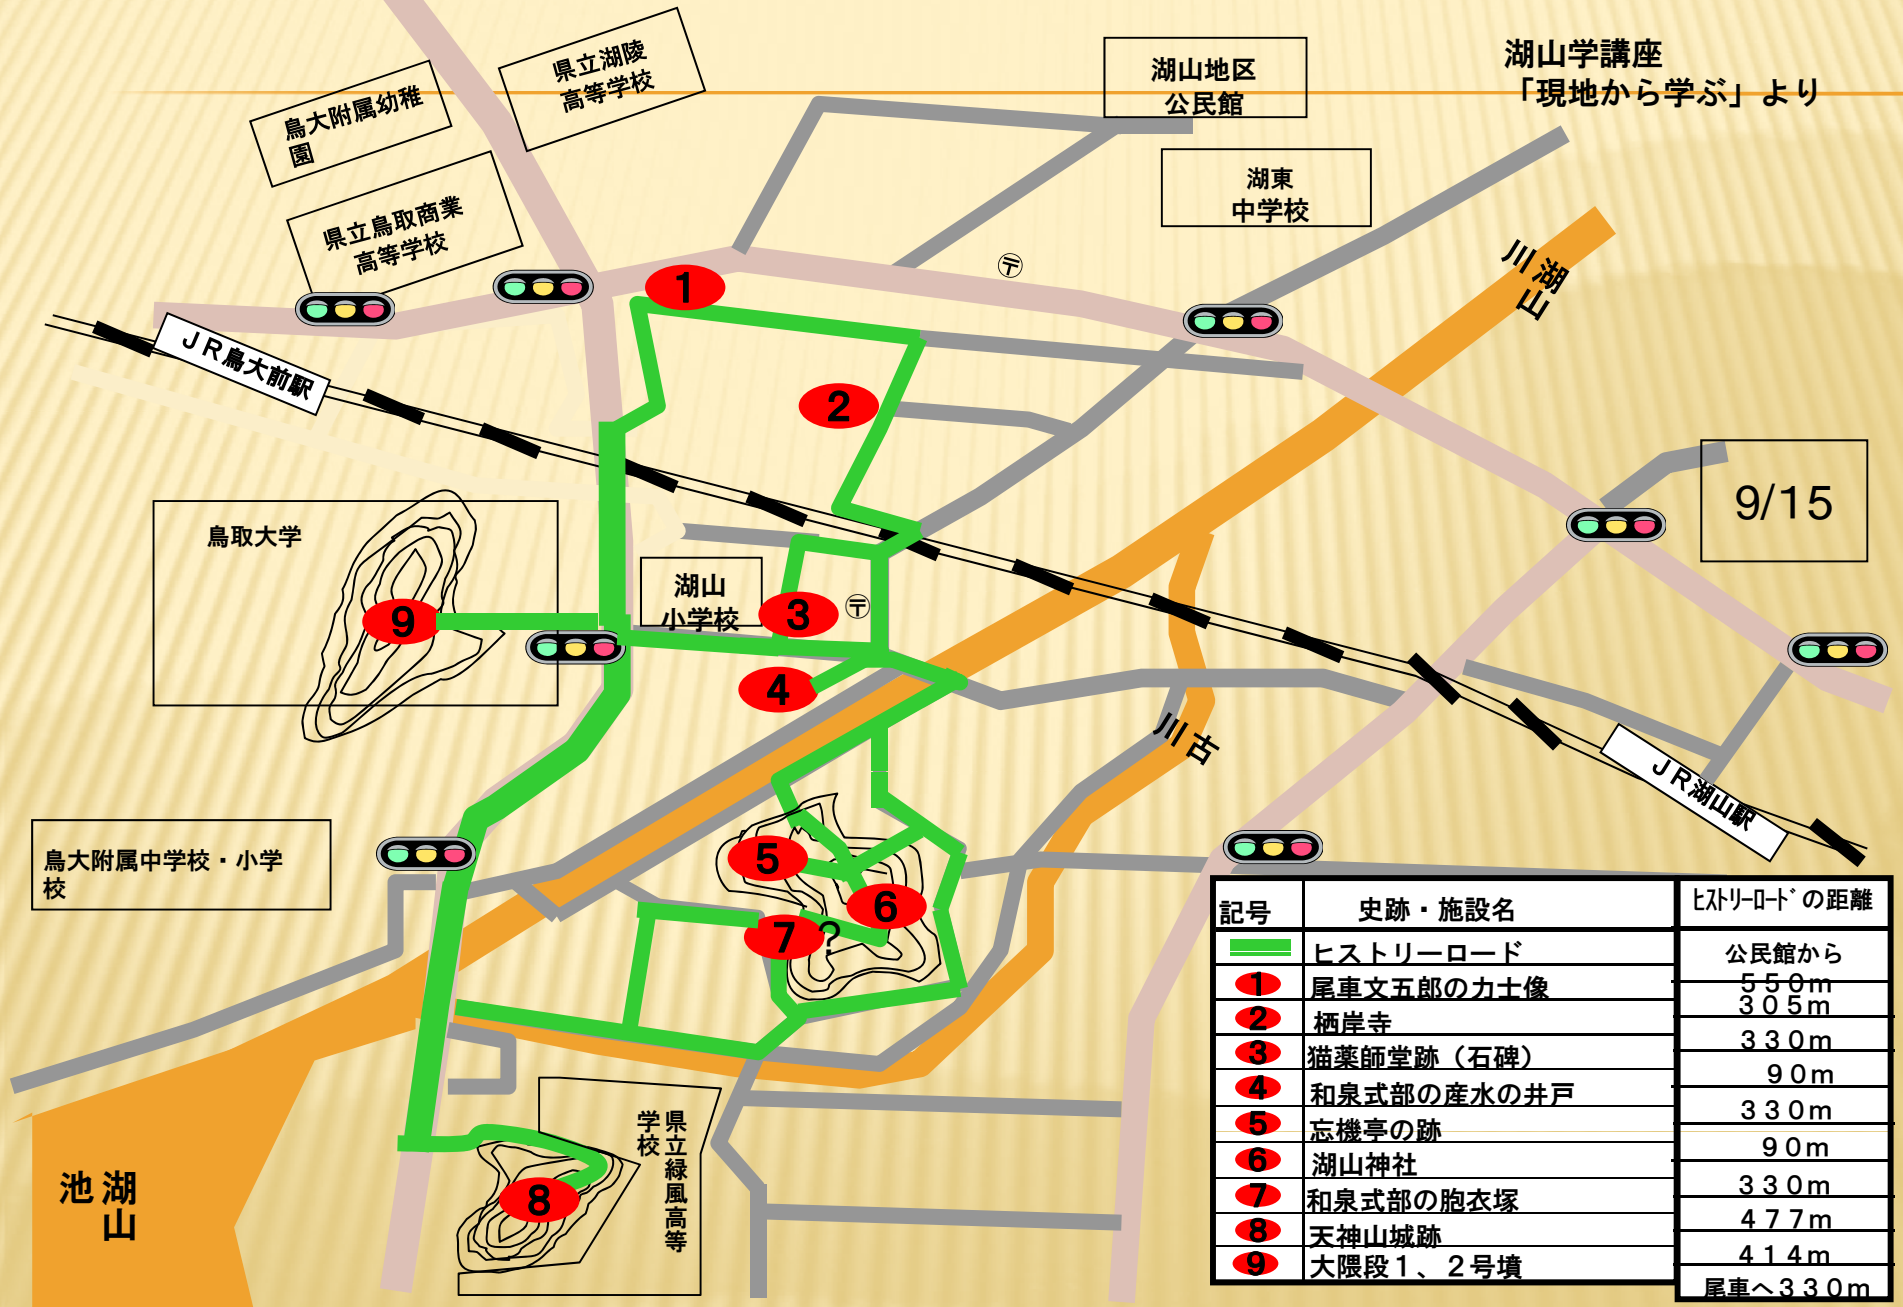 湖山学講座
「現地から学ぶ」より
県立湖陵
高等学校
鳥大附属幼稚
園
湖山地区
公民館
県立鳥取商業
高等学校
湖東
中学校
〒
湖山
川
1
ＪＲ鳥大前駅
2
9/15
鳥取大学
湖山
小学校
3
〒
9
4
古
川
ＪＲ湖山駅
鳥大附属中学校・小学
校
5
6
7
?
県立緑風高等
学校
8
湖山
池
記号 史跡・施設名 ﾋｽﾄﾘｰﾛｰﾄﾞの距離
ヒストリーロード 公民館から
５５０ｍ
1 尾車文五郎の力士像
３０５ｍ
2 栖岸寺
３３０ｍ
3 猫薬師堂跡（石碑）
９０ｍ
4 和泉式部の産水の井戸
３３０ｍ
5 忘機亭の跡
９０ｍ
6 湖山神社
３３０ｍ
7 和泉式部の胞衣塚
４７７ｍ
8 天神山城跡
４１４ｍ
9 大隈段１、２号墳
尾車へ３３０ｍ